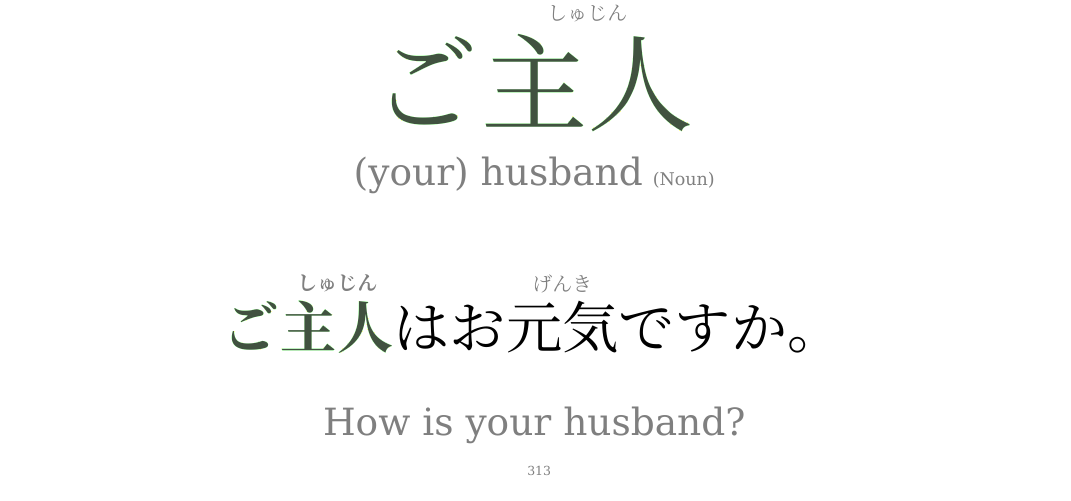 しゅじん
ご主人
(your) husband (Noun)
しゅじん げんき
ご主人はお元気ですか。
How is your husband?
313